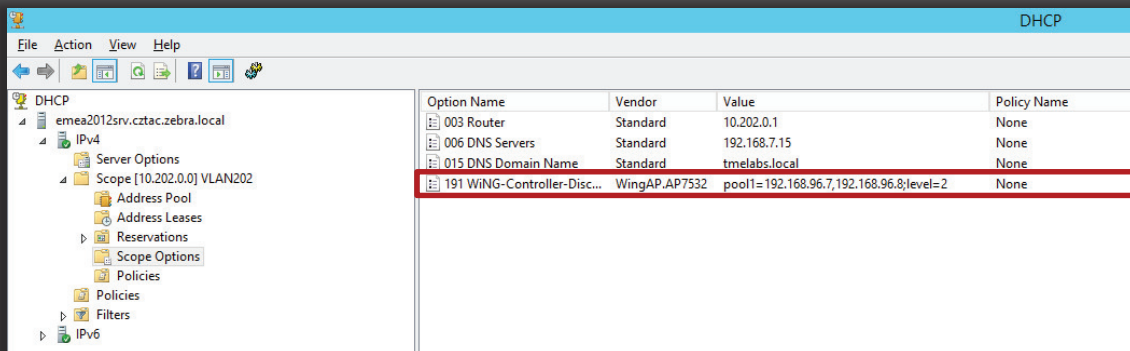 DHCP
File Action View Help
DHCP
emea2012srv.cztac.zebra.local
IPv4
Server Options
Scope [10.202.0.0] VLAN202
Address Pool
Address Leases
Reservations
Scope Options
Policies
Policies
Filters
IPv6
Option Name Vendor Value Policy Name
003 Router Standard 10.202.0.1 None
006 DNS Servers Standard 192.168.7.15 None
015 DNS Domain Name Standard tmelabs.local None
191 WiNG-Controller-Disc... WingAP.AP7532 pool1=192.168.96.7,192.168.96.8;level=2 None